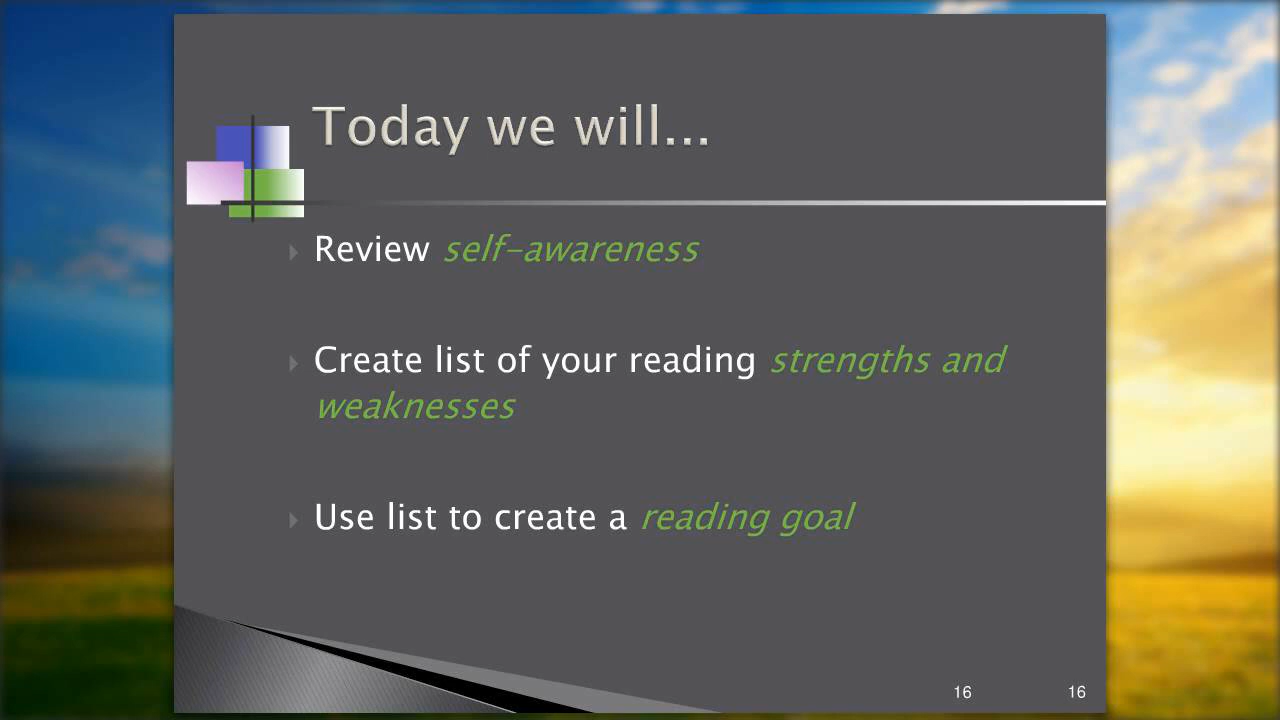 Today we will...
Review self-awareness
Create list of your reading strengths and
weaknesses
Use list to create a reading goal
16 16